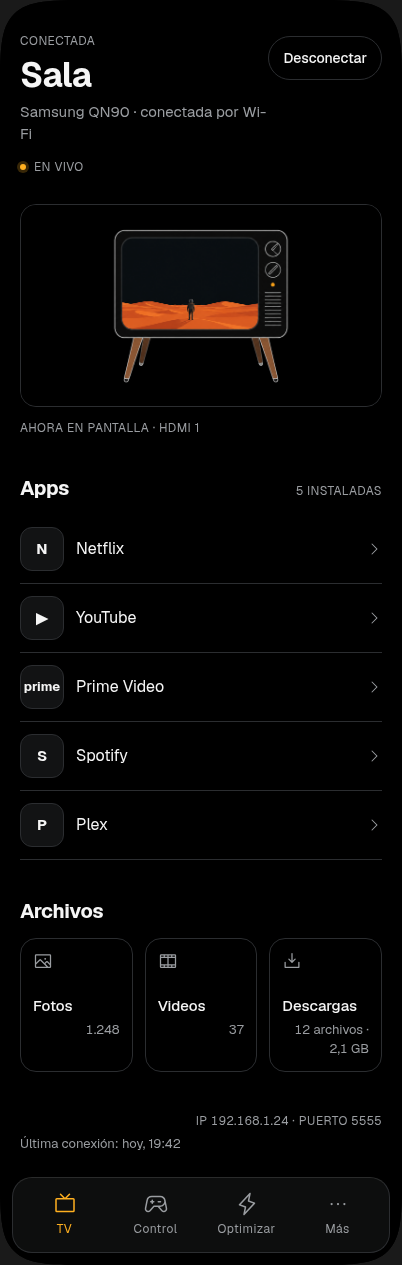 CONECTADA
Sala
Desconectar
Samsung QN90 · conectada por Wi-
Fi
EN VIVO
AHORA EN PANTALLA · HDMI 1
Apps
5 INSTALADAS
N
Netflix
▶
YouTube
prime
Prime Video
S
Spotify
P
Plex
Archivos
Fotos
1.248
Videos
37
Descargas
12 archivos ·
2,1 GB
IP 192.168.1.24 · PUERTO 5555
Última conexión: hoy, 19:42
TV
Control
Optimizar
Más